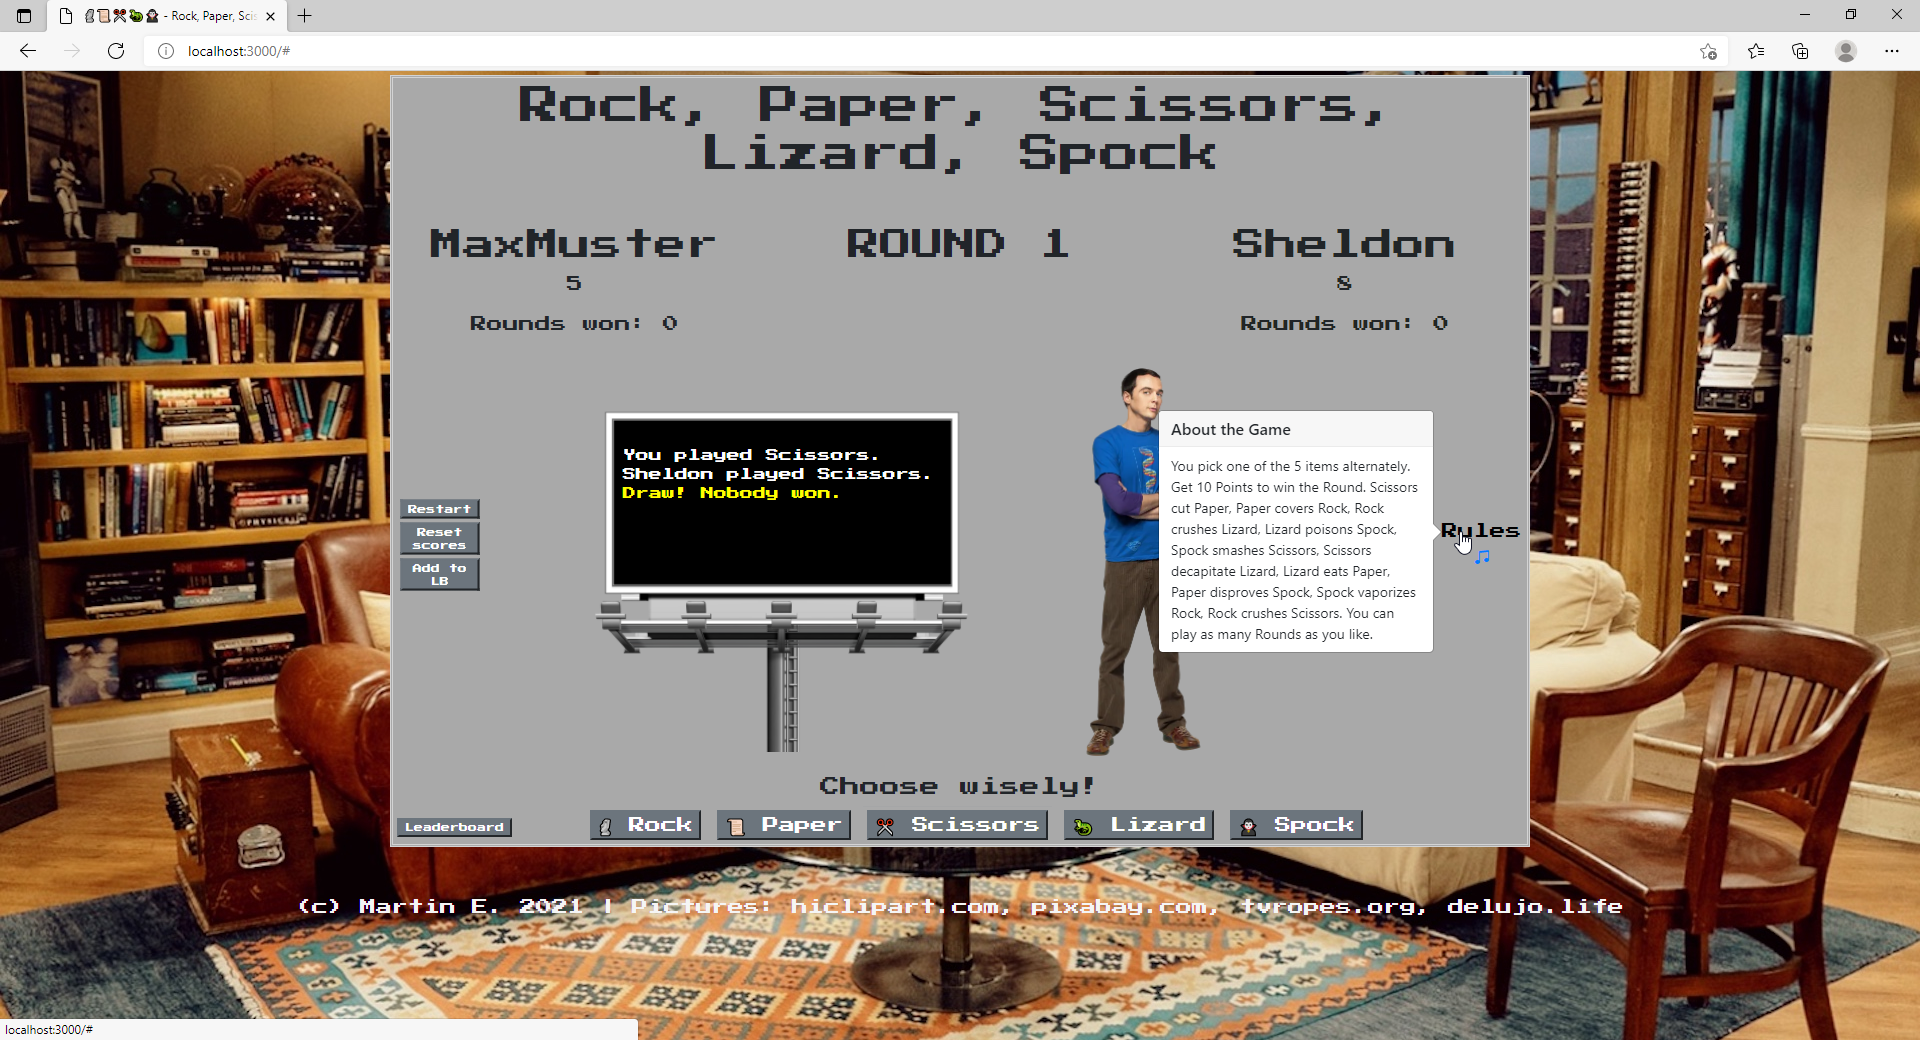 - Rock, Paper, Scis
localhost:3000/#
Rock, Paper, Scissors,
Lizard, Spock
MaxMuster
5
Rounds won: 0
ROUND 1
Sheldon
8
Rounds won: 0
You played Scissors.
Sheldon played Scissors.
Draw! Nobody won.
Restart
Reset
scores
Add to
LB
About the Game
You pick one of the 5 items alternately.
Get 10 Points to win the Round. Scissors
cut Paper, Paper covers Rock, Rock
crushes Lizard, Lizard poisons Spock,
Spock smashes Scissors, Scissors
decapitate Lizard, Lizard eats Paper,
Paper disproves Spock, Spock vaporizes
Rock, Rock crushes Scissors. You can
play as many Rounds as you like.
Rules
Choose wisely!
Leaderboard
Rock
Paper
Scissors
Lizard
Spock
(c) Martin E. 2021 | Pictures: hiclipart.com, pixabay.com, tvropes.org, delujo.life
localhost:3000/#